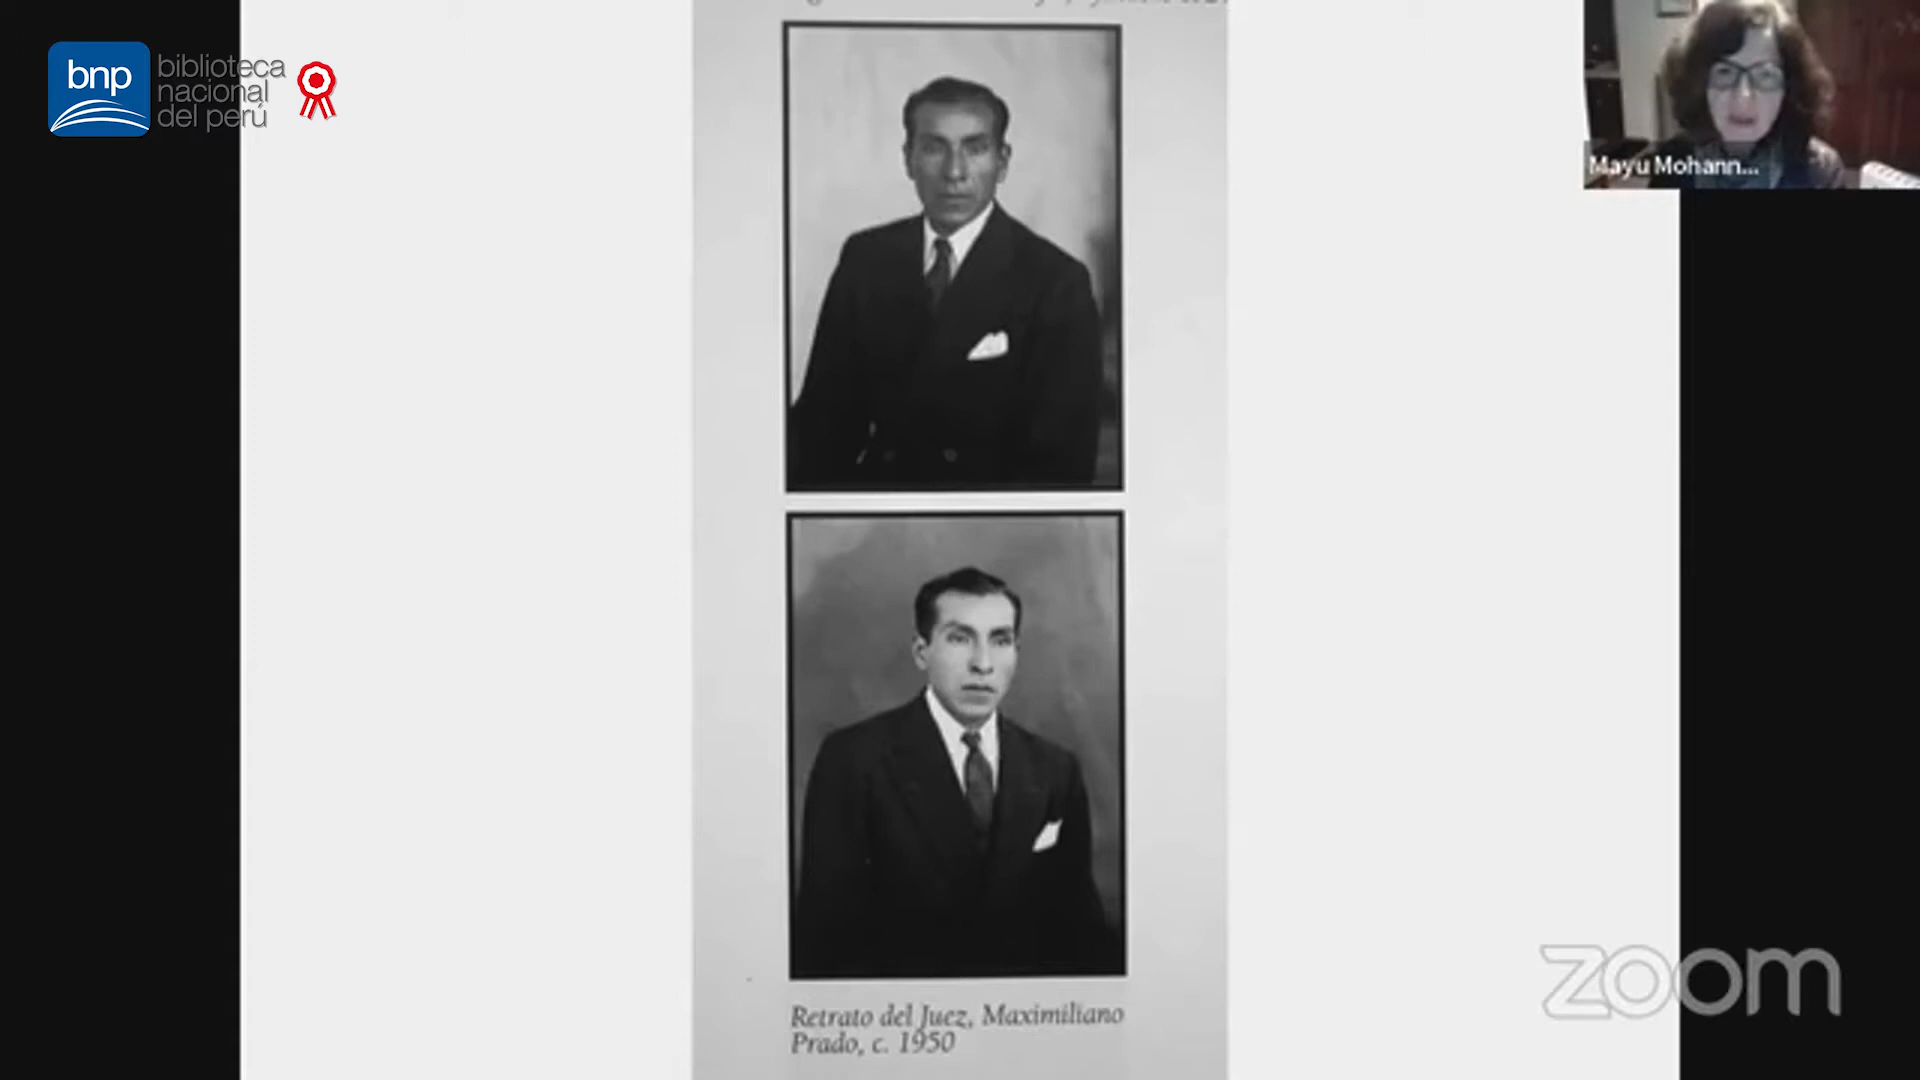 bnp
biblioteca
nacional
del perú
Mayu Mohann...
Retrato del Juez, Maximiliano
Prado, c. 1950
zoom